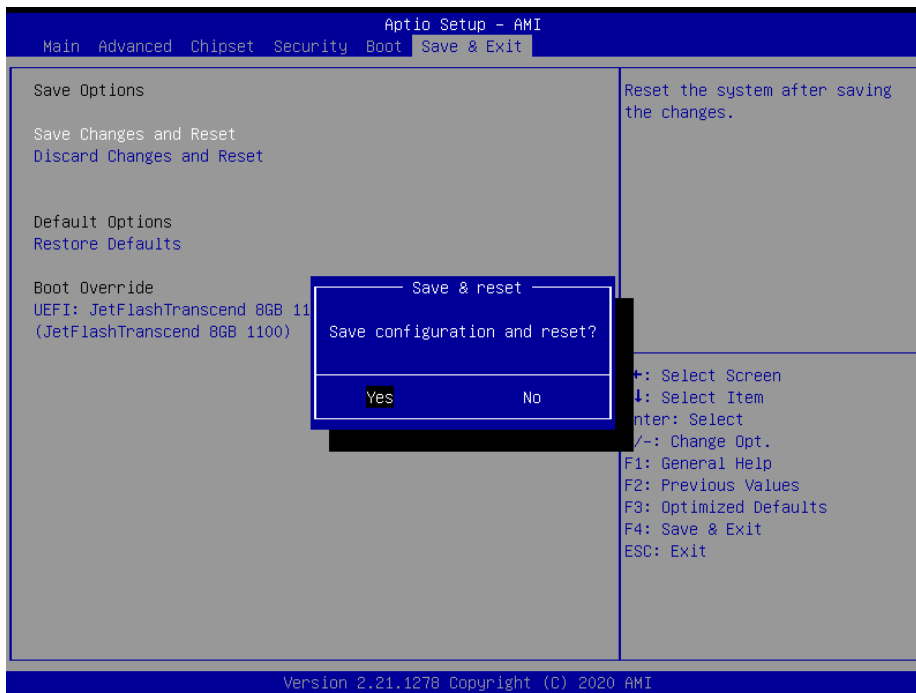 Aptio Setup – AMI
Main Advanced Chipset Security Boot Save & Exit
Save Options
Save Changes and Reset
Discard Changes and Reset
Default Options
Restore Defaults
Boot Override
UEFI: JetFlashTranscend 8GB 11
(JetFlashTranscend 8GB 1100)
Save & reset
Save configuration and reset?
Yes No
Reset the system after saving
the changes.
: Select Screen
: Select Item
nter: Select
/-: Change Opt.
F1: General Help
F2: Previous Values
F3: Optimized Defaults
F4: Save & Exit
ESC: Exit
Version 2.21.1278 Copyright (C) 2020 AMI